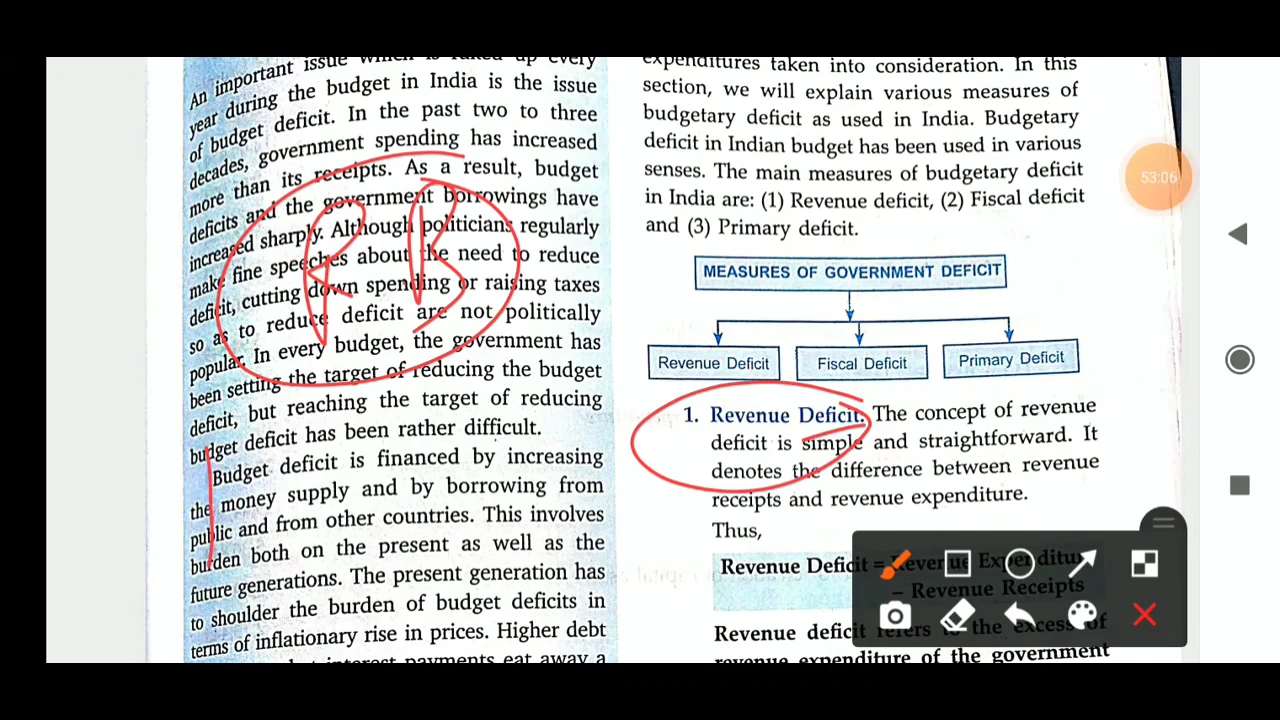 An important issue which is raked up every
year during the budget in India is the issue
of budget deficit. In the past two to three
decades, government spending has increased
more than its receipts. As a result, budget
deficits and the government borrowings have
increased sharply. Although politicians regularly
make fine speeches about the need to reduce
deficit, cutting down spending or raising taxes
so as to reduce deficit are not politically
popular. In every budget, the government has
been setting the target of reducing the budget
deficit, but reaching the target of reducing
budget deficit has been rather difficult.
Budget deficit is financed by increasing
the money supply and by borrowing from
public and from other countries. This involves
burden both on the present as well as the
future generations. The present generation has
to shoulder the burden of budget deficits in
terms of inflationary rise in prices. Higher debt
interest payments eat away a
R B
expenditures taken into consideration. In this
section, we will explain various measures of
budgetary deficit as used in India. Budgetary
deficit in Indian budget has been used in various
senses. The main measures of budgetary deficit
in India are: (1) Revenue deficit, (2) Fiscal deficit
and (3) Primary deficit.
MEASURES OF GOVERNMENT DEFICIT
Revenue Deficit Fiscal Deficit Primary Deficit
1. Revenue Deficit. The concept of revenue
deficit is simple and straightforward. It
denotes the difference between revenue
receipts and revenue expenditure.
Thus,
Revenue Deficit = Revenue Expenditu
– Revenue Receipts
Revenue deficit refers to the excess of
revenue expenditure of the government
53:06